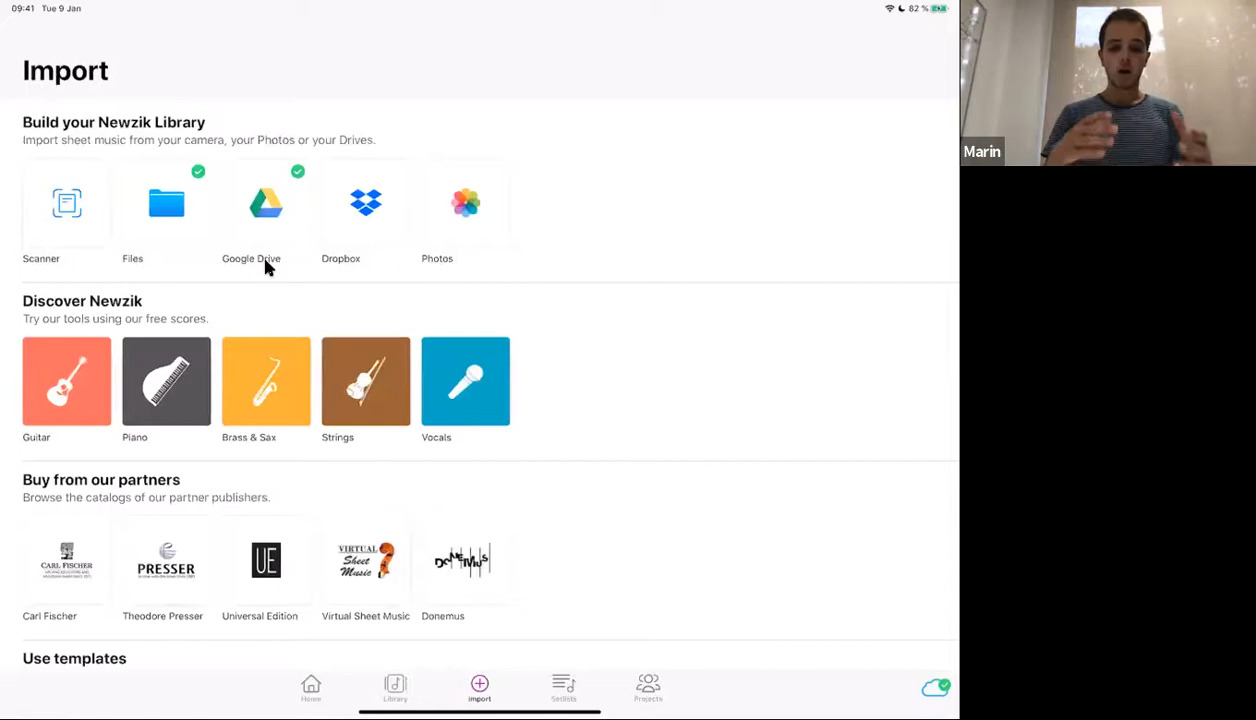 09:41 Tue 9 Jan
82 %
Import
Build your Newzik Library
Import sheet music from your camera, your Photos or your Drives.
Scanner
Files
Google Drive
Dropbox
Photos
Discover Newzik
Try our tools using our free scores.
Guitar
Piano
Brass & Sax
Strings
Vocals
Buy from our partners
Browse the catalogs of our partner publishers.
CARL FISCHER
PRESSER
UE
VIRTUAL
Sheet
Music
DONEMUS
Carl Fischer
Theodore Presser
Universal Edition
Virtual Sheet Music
Donemus
Use templates
Home
Library
Import
Setlists
Projects
Marin